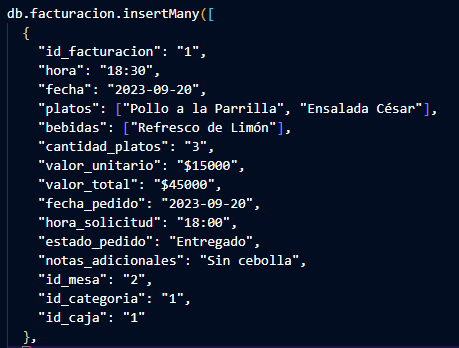 db.facturacion.insertMany([
{
"id_facturacion": "1",
"hora": "18:30",
"fecha": "2023-09-20",
"platos": ["Pollo a la Parrilla", "Ensalada César"],
"bebidas": ["Refresco de Limón"],
"cantidad_platos": "3",
"valor_unitario": "$15000",
"valor_total": "$45000",
"fecha_pedido": "2023-09-20",
"hora_solicitud": "18:00",
"estado_pedido": "Entregado",
"notas_adicionales": "Sin cebolla",
"id_mesa": "2",
"id_categoria": "1",
"id_caja": "1"
},